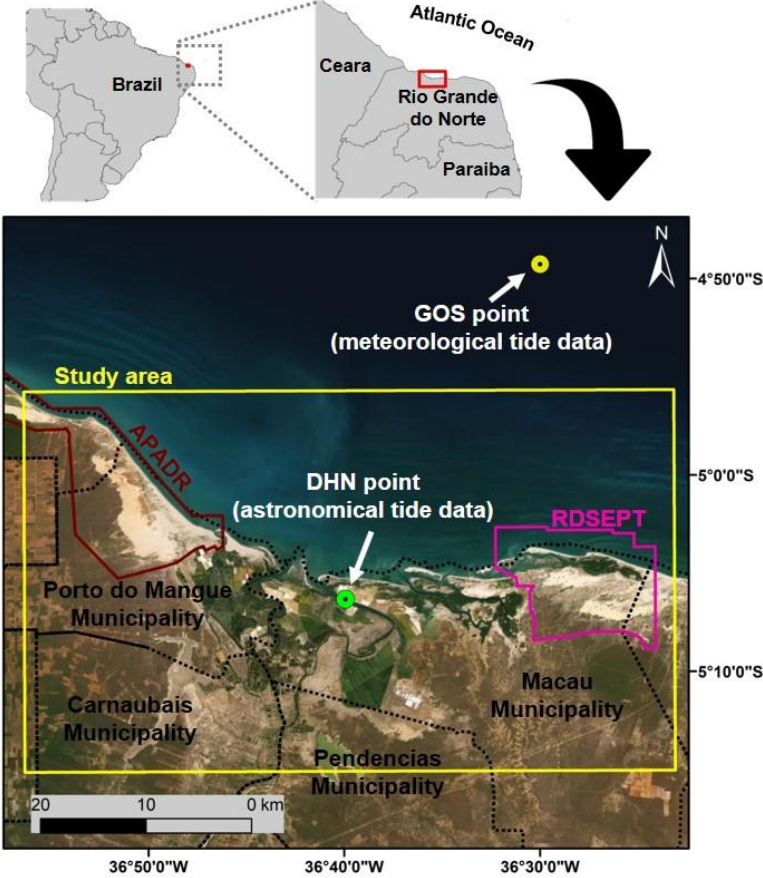 Atlantic Ocean
Ceara
Brazil
Rio Grande
do Norte
Paraiba
N
4°50'0"S
GOS point
(meteorological tide data)
Study area
APADR
5°0'0"S
DHN point
(astronomical tide data)
RDSEPT
Porto do Mangue
Municipality
5°10'0"S
Macau
Municipality
Carnaubais
Municipality
Pendencias
Municipality
20 10 0 km
36°50'0"W 36°40'0"W 36°30'0"W